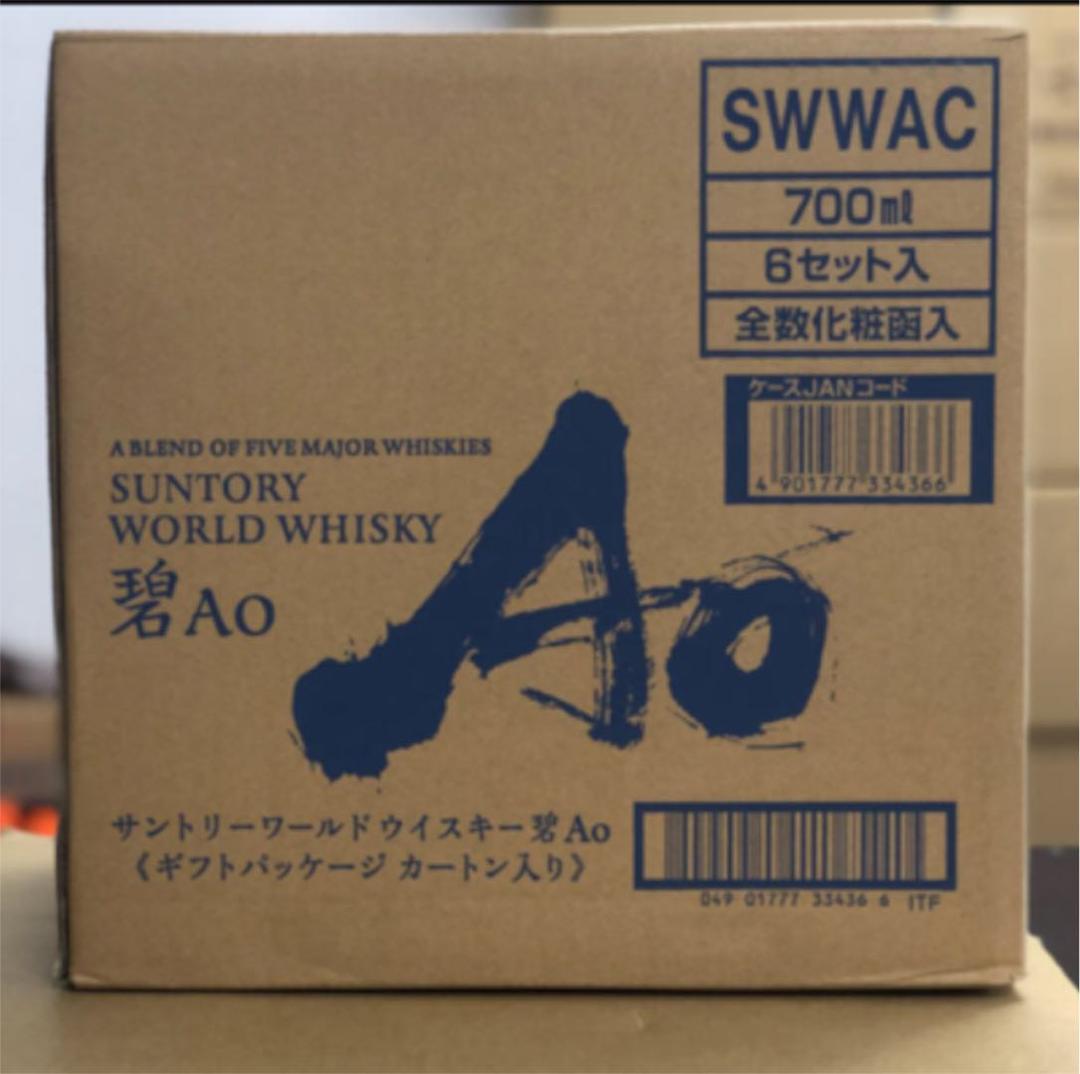 SWWAC
700㎖
6セット入
全数化粧函入
ケースJANコード
4 901777 334366
A BLEND OF FIVE MAJOR WHISKIES
SUNTORY
WORLD WHISKY
碧Ao
Ao
サントリーワールドウイスキー碧Ao
《ギフトパッケージ カートン入り》
049 01777 33436 6 ITF